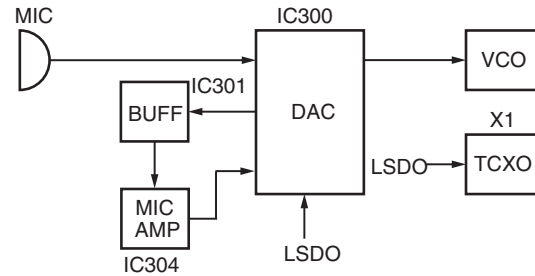 MIC
IC300
VCO
IC301
BUFF
DAC
X1
LSDO
TCXO
MIC
AMP
LSDO
IC304